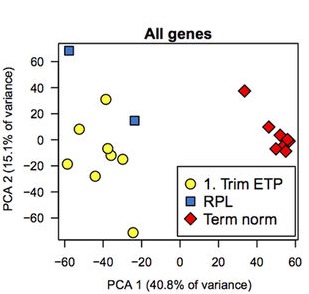 All genes
PCA 2 (15.1% of variance)
60
40
20
0
−20
−40
−60
1. Trim ETP
RPL
Term norm
−60 −40 −20 0 20 40 60
PCA 1 (40.8% of variance)